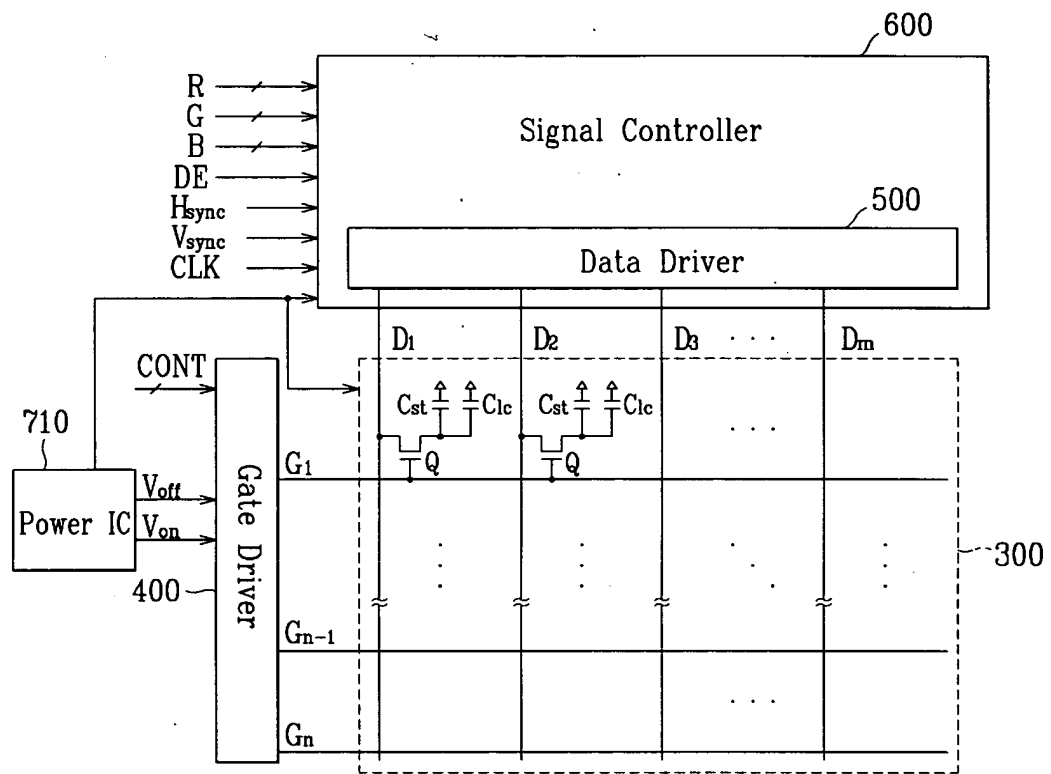 600
R
G
Signal Controller
B
DE
Hsync
500
Vsync
Data Driver
CLK
D1 D2 D3 . . . Dm
CONT
Cst Clc Cst Clc . . .
710
Q Q
G1
Voff
Power IC Von
Gate Driver
300
400
Gn-1
. . .
Gn